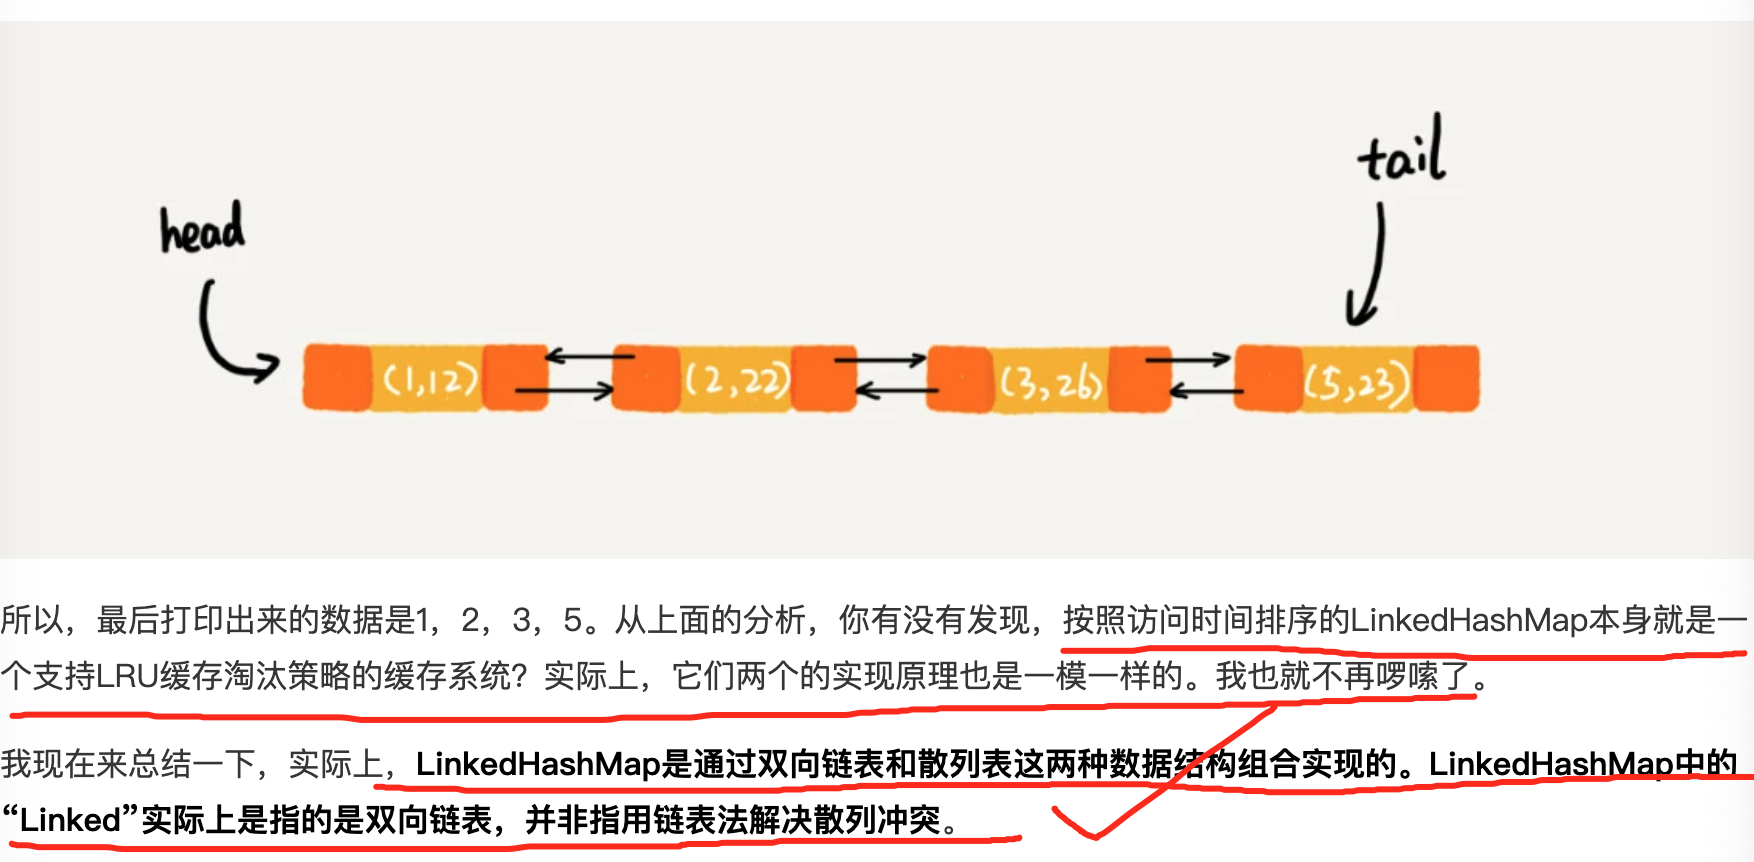 tail
head
(1,12) (2,22) (3,26) (5,23)
所以，最后打印出来的数据是1，2，3，5。从上面的分析，你有没有发现，按照访问时间排序的LinkedHashMap本身就是一
个支持LRU缓存淘汰策略的缓存系统？实际上，它们两个的实现原理也是一模一样的。我也就不再啰嗦了。
我现在来总结一下，实际上，LinkedHashMap是通过双向链表和散列表这两种数据结构组合实现的。LinkedHashMap中的
“Linked”实际上是指的是双向链表，并非指用链表法解决散列冲突。